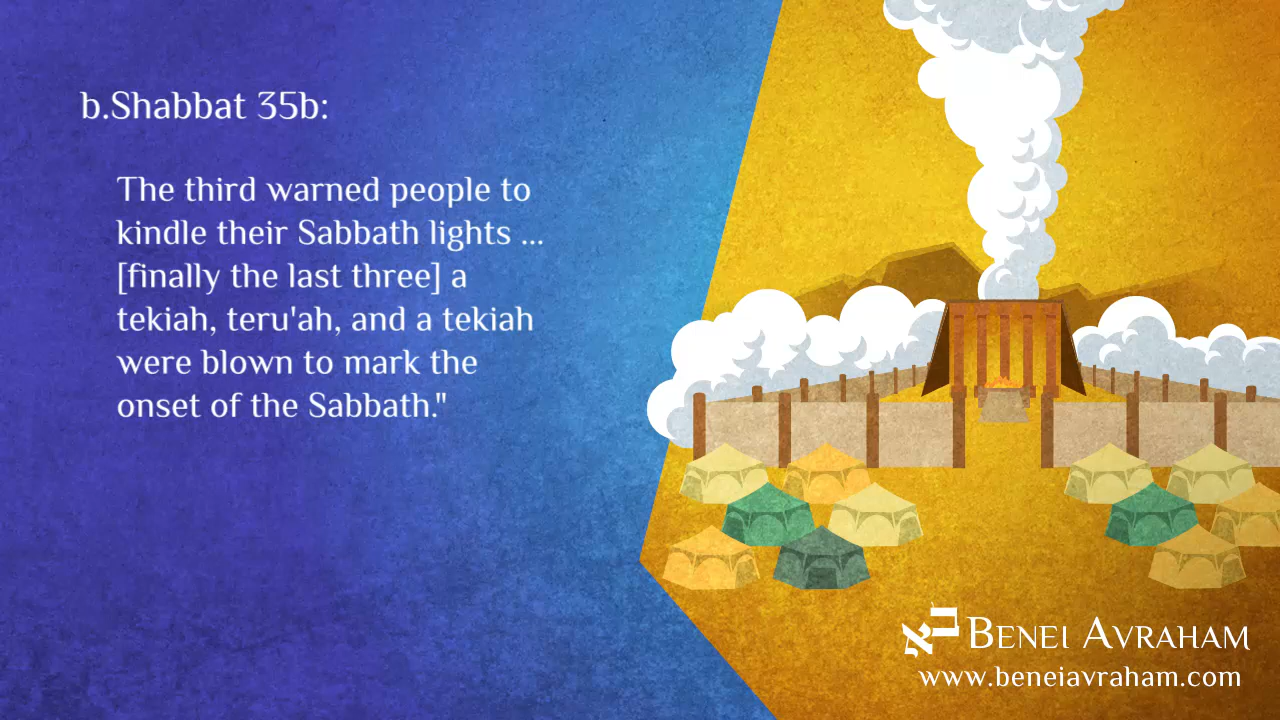 b.Shabbat 35b:
The third warned people to
kindle their Sabbath lights ...
[finally the last three] a
tekiah, teru'ah, and a tekiah
were blown to mark the
onset of the Sabbath."
אב BENEI AVRAHAM
www.beneiavraham.com